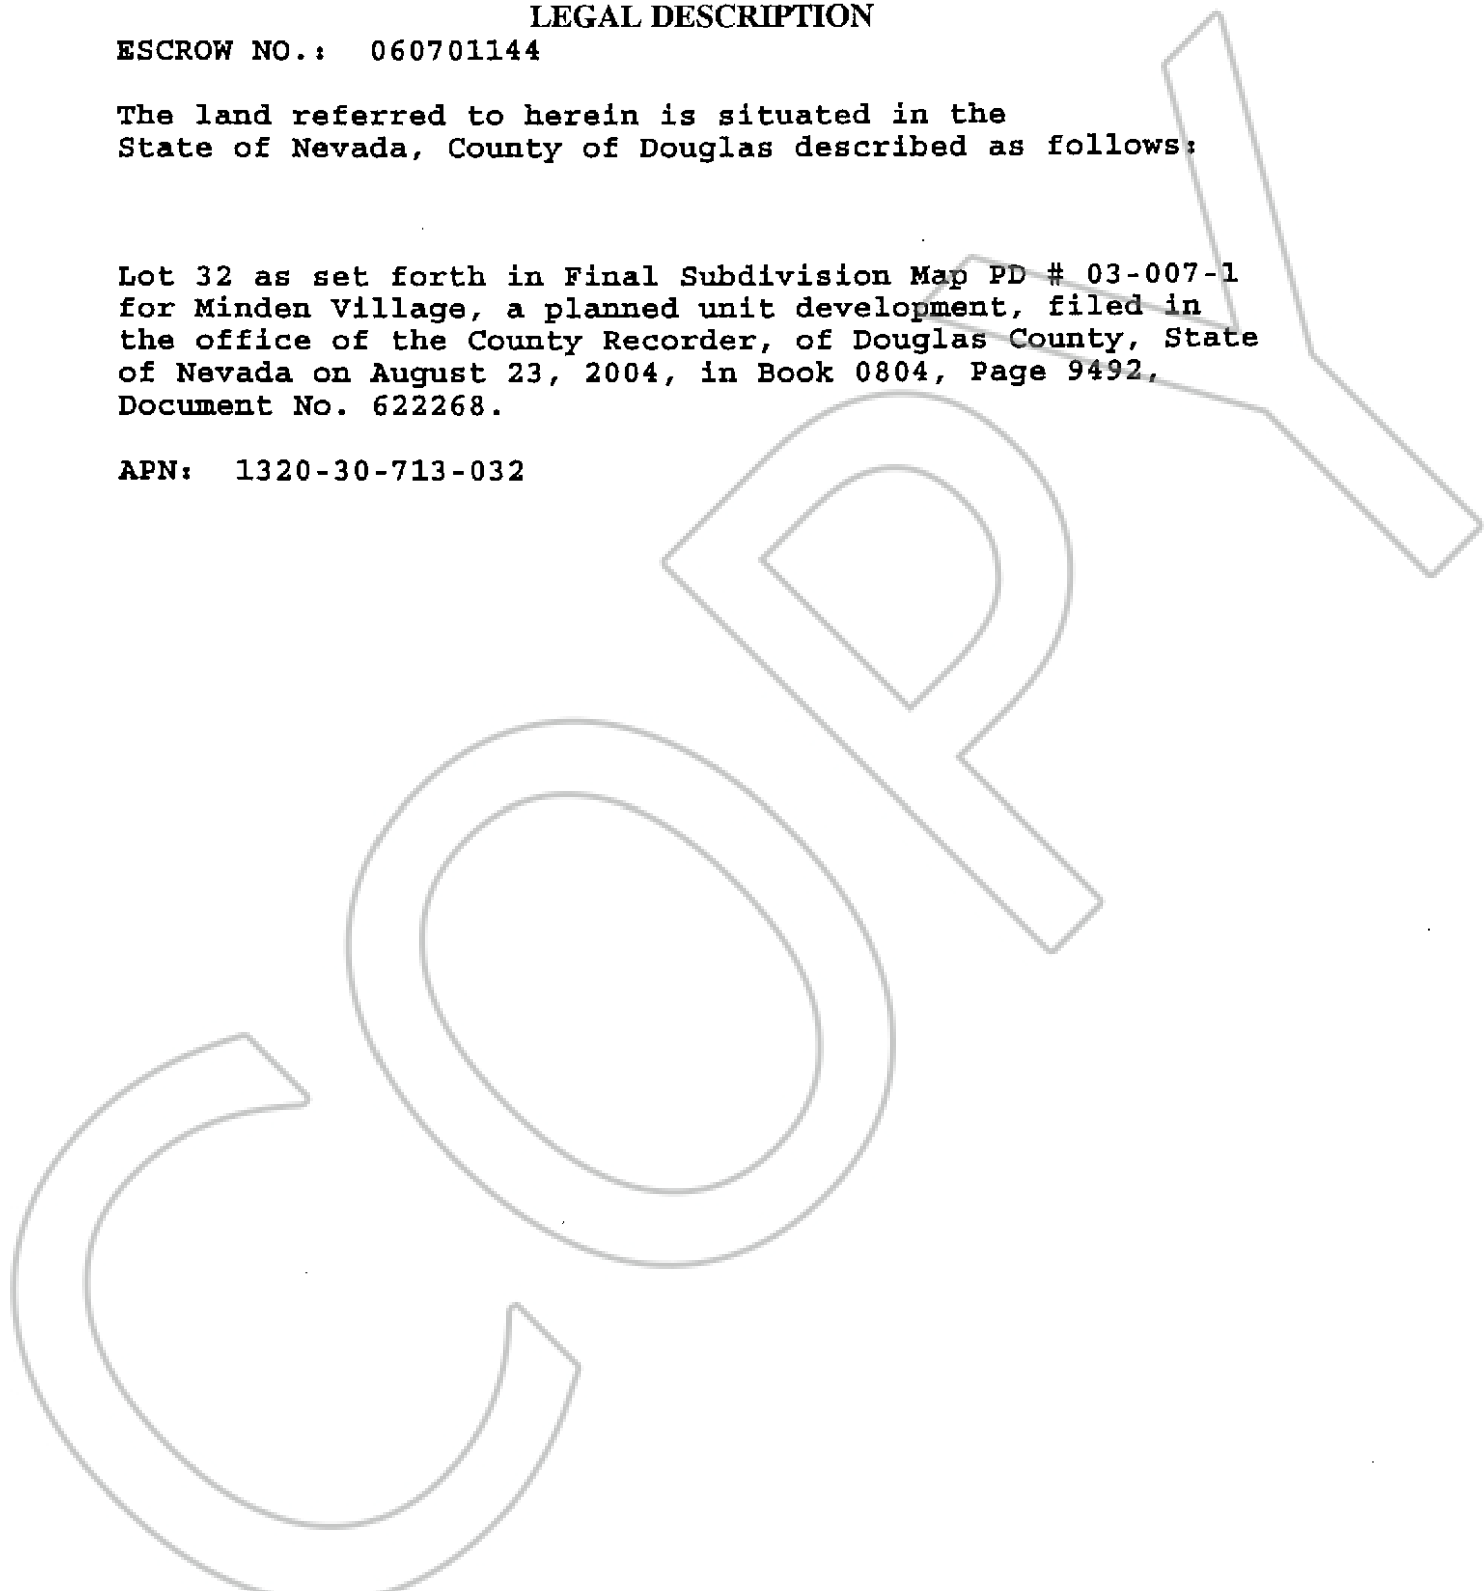 LEGAL DESCRIPTION
ESCROW NO.: 060701144
The land referred to herein is situated in the
State of Nevada, County of Douglas described as follows:
Lot 32 as set forth in Final Subdivision Map PD # 03-007-1
for Minden Village, a planned unit development, filed in
the office of the County Recorder, of Douglas County, State
of Nevada on August 23, 2004, in Book 0804, Page 9492,
Document No. 622268.
APN: 1320-30-713-032
COPY